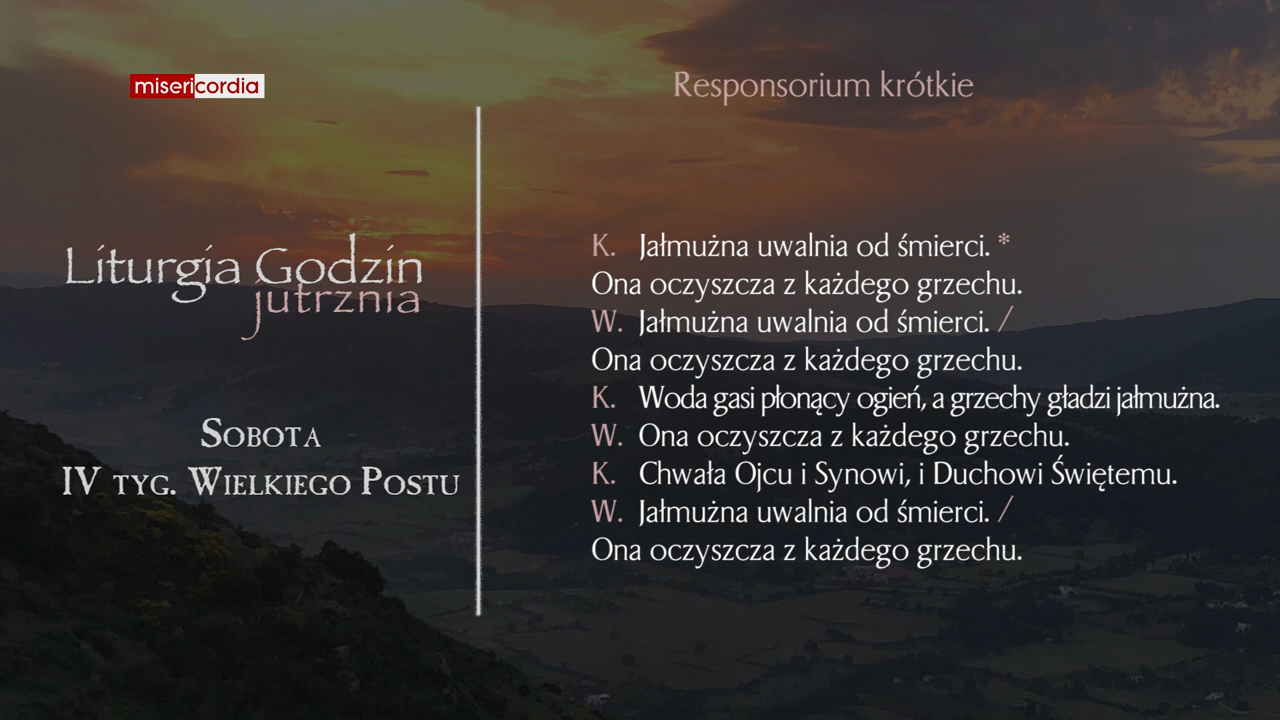 misericordia
Responsorium krótkie
Liturgia Godzin
jutrznia
Sobota
IV tyg. Wielkiego Postu
K. Jałmużna uwalnia od śmierci. *
Ona oczyszcza z każdego grzechu.
W. Jałmużna uwalnia od śmierci. /
Ona oczyszcza z każdego grzechu.
K. Woda gasi płonący ogień, a grzechy gładzi jałmużna.
W. Ona oczyszcza z każdego grzechu.
K. Chwała Ojcu i Synowi, i Duchowi Świętemu.
W. Jałmużna uwalnia od śmierci. /
Ona oczyszcza z każdego grzechu.